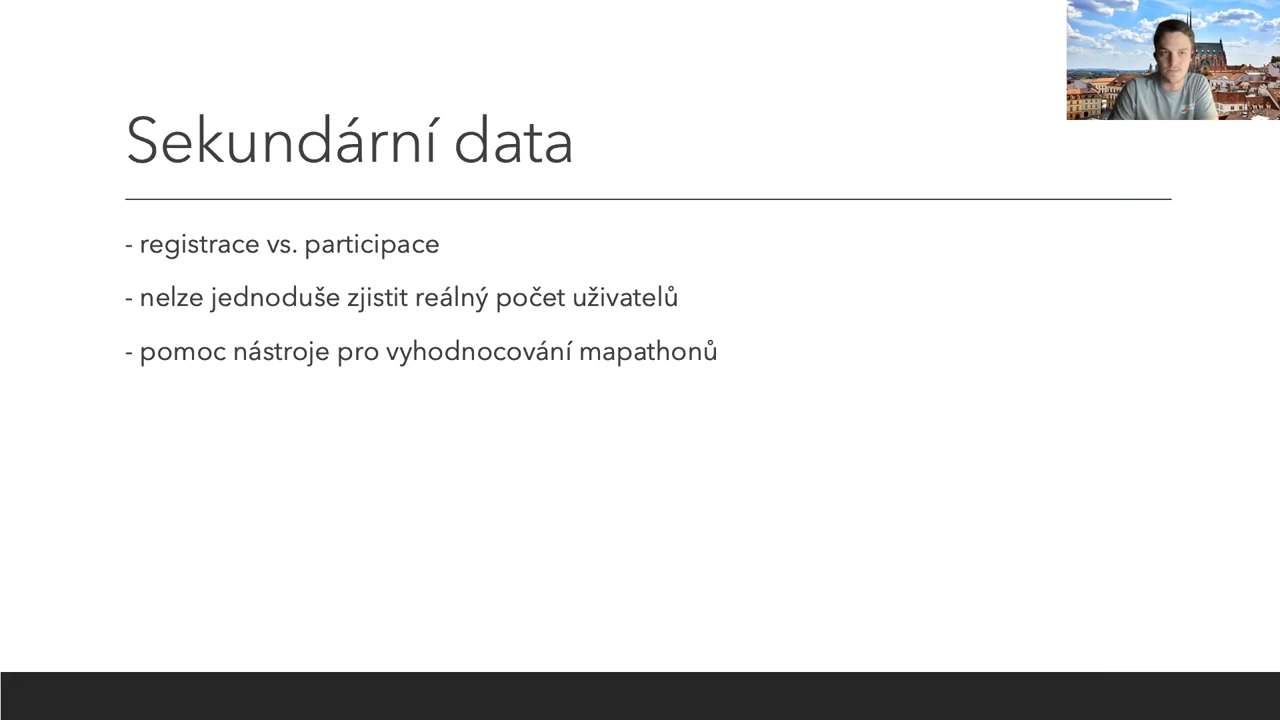 Sekundární data
- registrace vs. participace
- nelze jednoduše zjistit reálný počet uživatelů
- pomoc nástroje pro vyhodnocování mapathonů